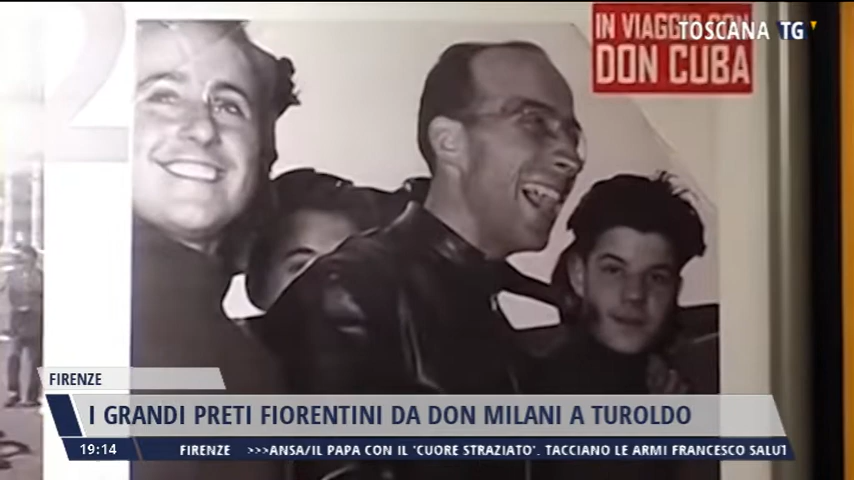 IN VIAGGIO CON
TOSCANA TG
DON CUBA
2
FIRENZE
I GRANDI PRETI FIORENTINI DA DON MILANI A TUROLDO
19:14 FIRENZE >>>ANSA/IL PAPA CON IL 'CUORE STRAZIATO'. TACCIANO LE ARMI FRANCESCO SALUT